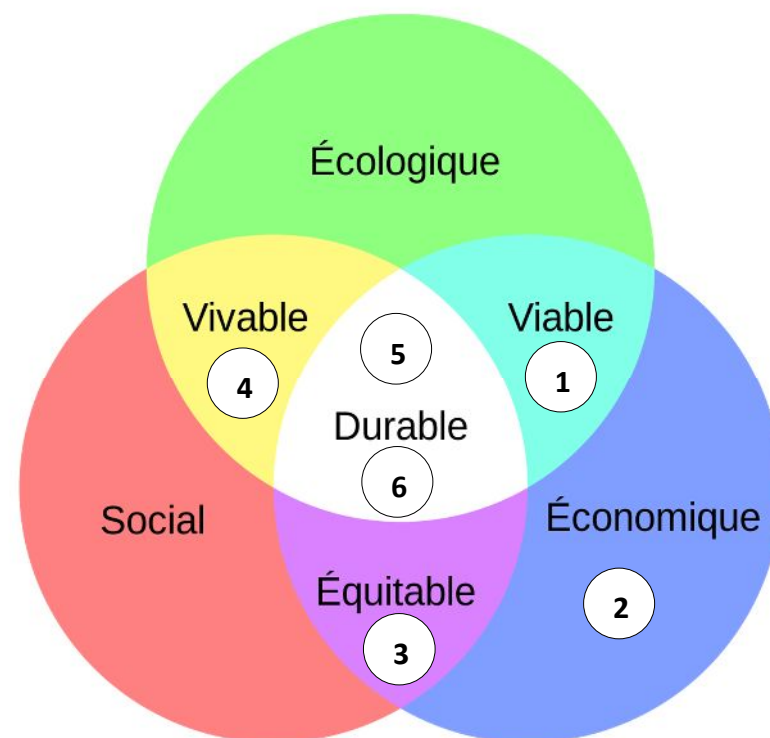 Écologique
Vivable
Viable
5
4
1
Durable
6
Social
Économique
Équitable
2
3